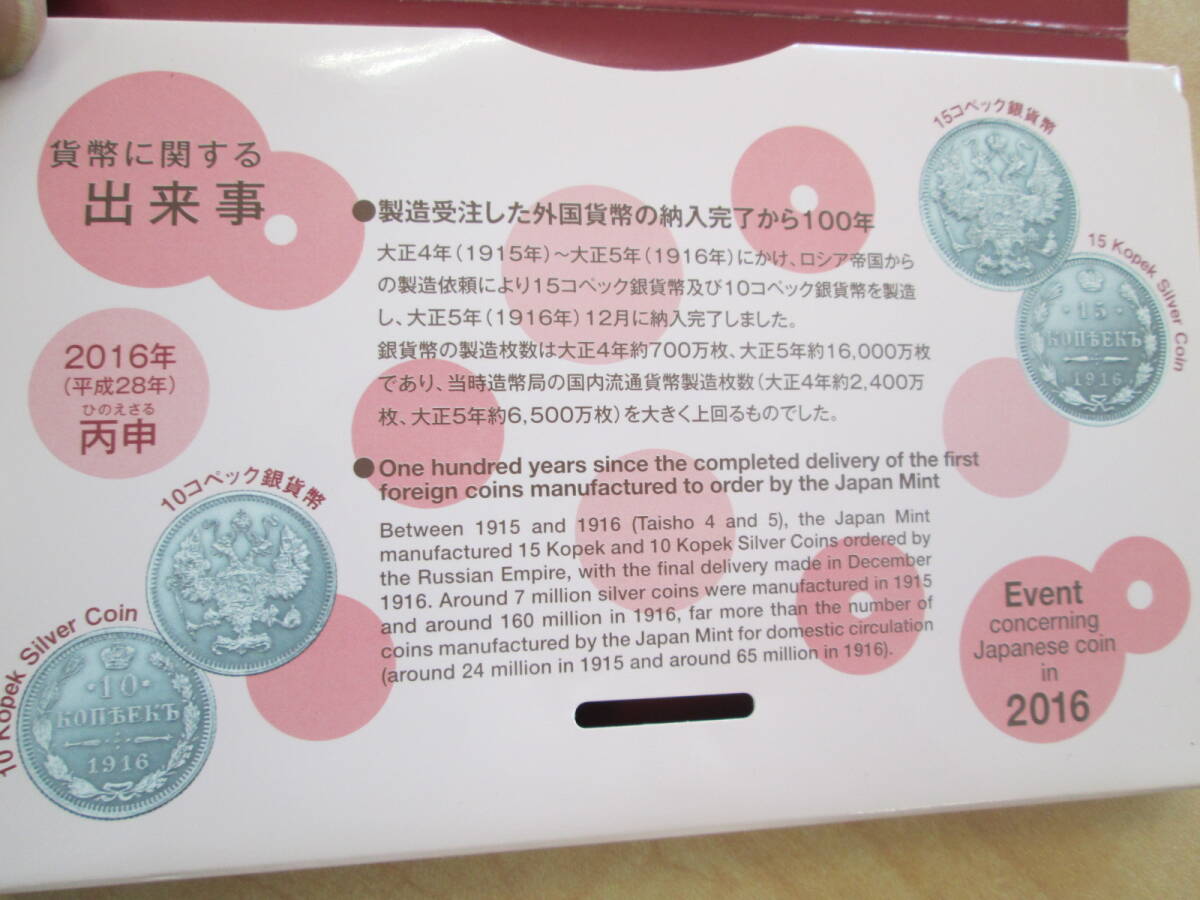 貨幣に関する
出来事
2016年
(平成28年)
ひのえさる
丙申
●製造受注した外国貨幣の納入完了から100年
大正4年(1915年)～大正5年(1916年)にかけ、ロシア帝国から
の製造依頼により15コペック銀貨幣及び10コペック銀貨幣を製造
し、大正5年(1916年)12月に納入完了しました。
銀貨幣の製造枚数は大正4年約700万枚、大正5年約16,000万枚
であり、当時造幣局の国内流通貨幣製造枚数(大正4年約2,400万
枚、大正5年約6,500万枚)を大きく上回るものでした。
●One hundred years since the completed delivery of the first
foreign coins manufactured to order by the Japan Mint
Between 1915 and 1916 (Taisho 4 and 5), the Japan Mint
manufactured 15 Kopek and 10 Kopek Silver Coins ordered by
the Russian Empire, with the final delivery made in December
1916. Around 7 million silver coins were manufactured in 1915
and around 160 million in 1916, far more than the number of
coins manufactured by the Japan Mint for domestic circulation
(around 24 million in 1915 and around 65 million in 1916).
15コペック銀貨幣
15 Kopek Silver Coin
·15·
КОПѢЕКЪ
1916
10コペック銀貨幣
10 Kopek Silver Coin
·10·
КОПѢЕКЪ
1916
Event
concerning
Japanese coin
in
2016